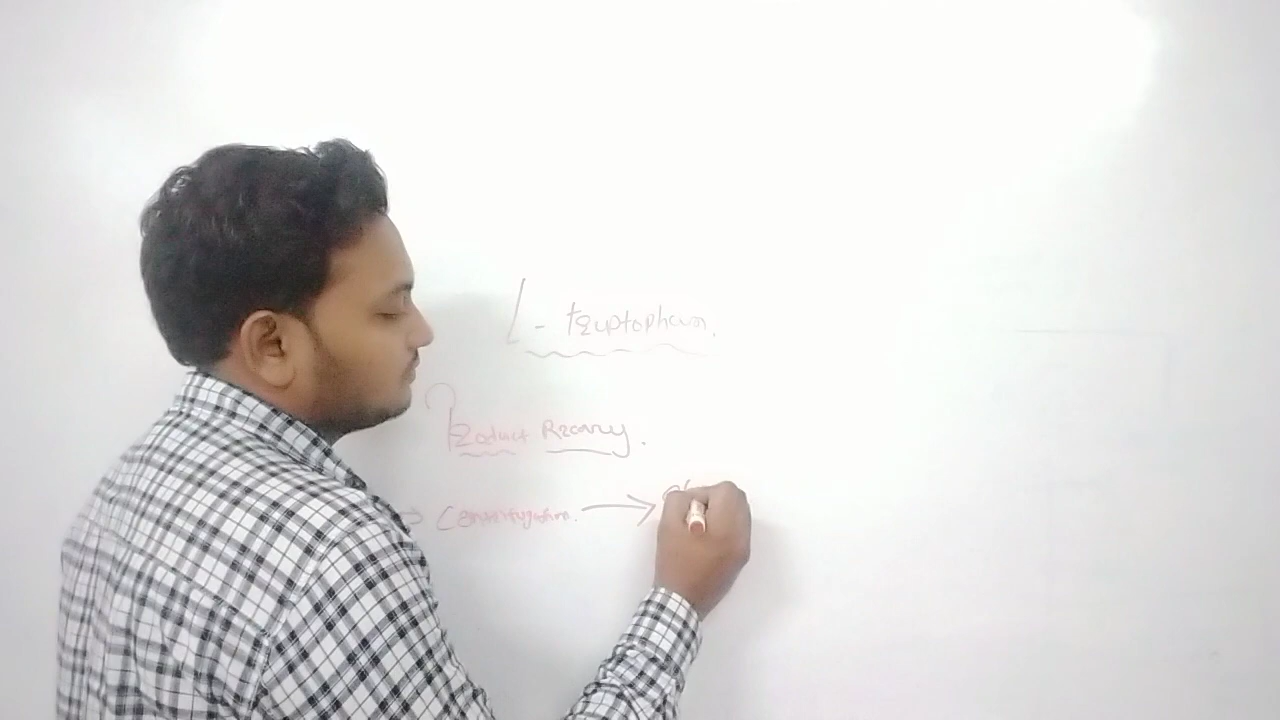 L - tryptophan.
Product Recovery.
⇒ Centrifugation. →